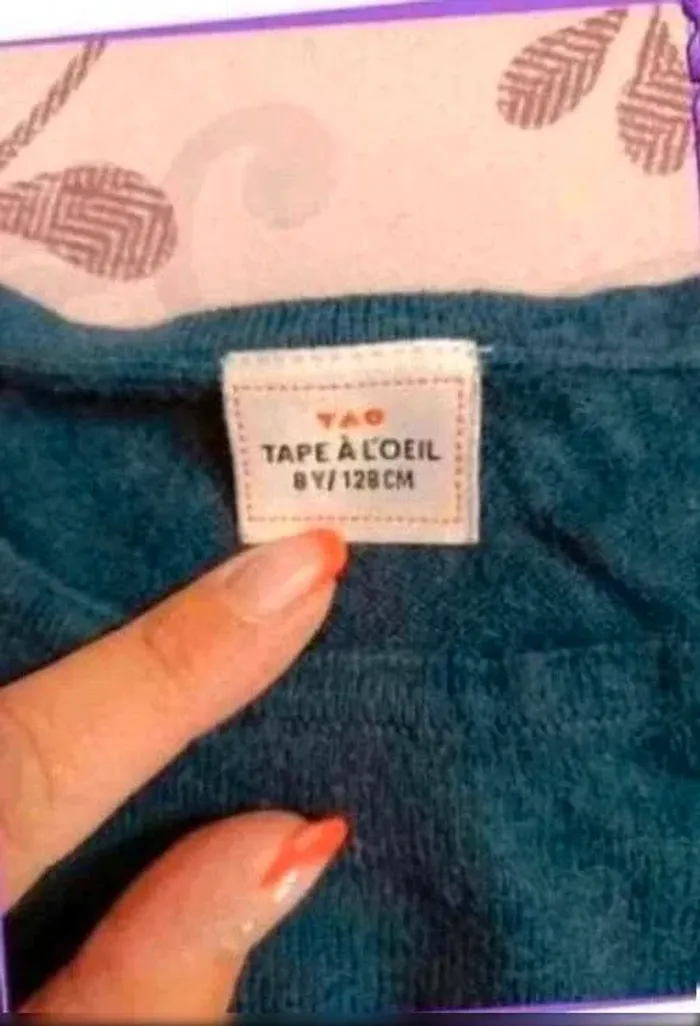 TAO
TAPE À L'OEIL
8 Y/ 128 CM